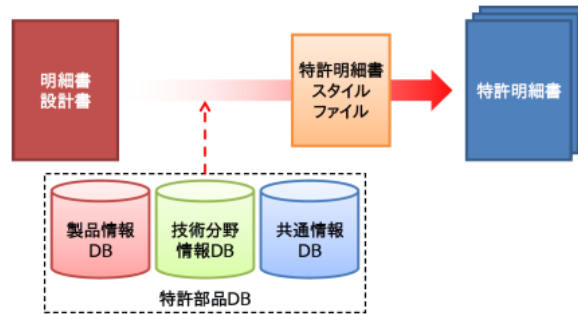 明細書
設計書
特許明細書
スタイル
ファイル
特許明細書
製品情報
DB
技術分野
情報DB
共通情報
DB
特許部品DB